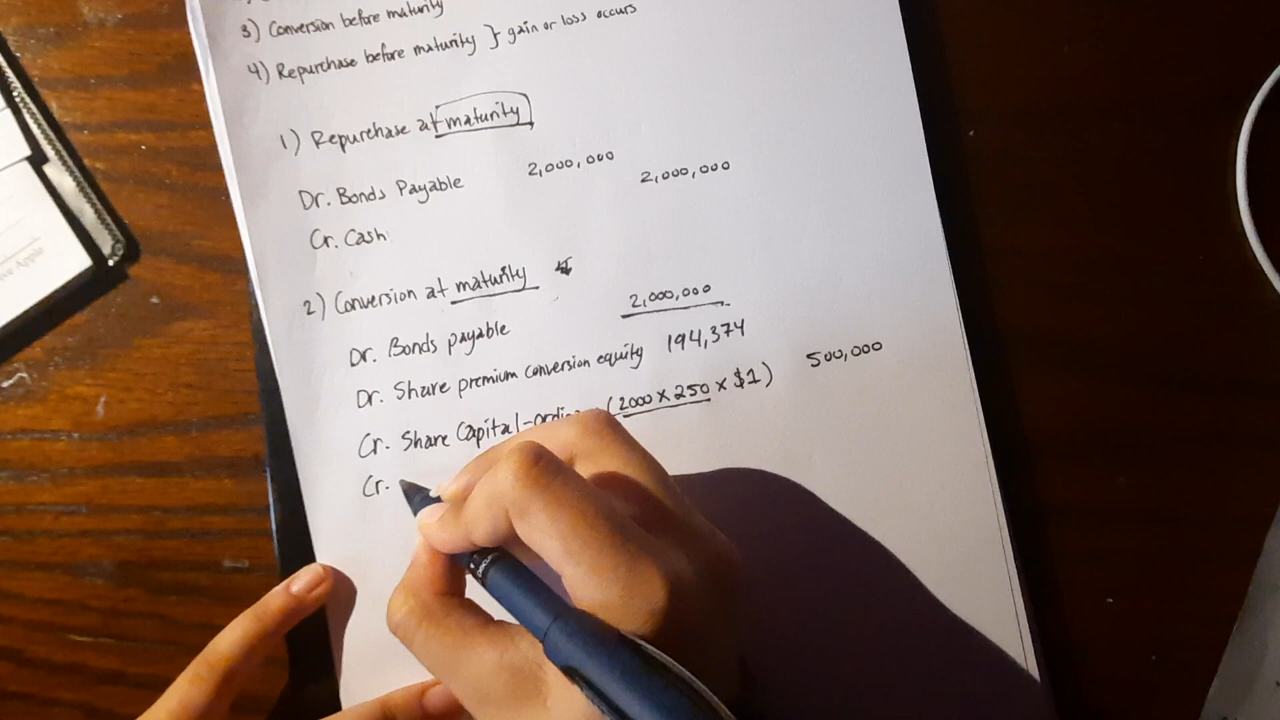 3) Conversion before maturity
4) Repurchase before maturity } gain or loss occurs
1) Repurchase at maturity
Dr. Bonds Payable 2,000,000
Cr. Cash 2,000,000
2) Conversion at maturity
Dr. Bonds payable 2,000,000
Dr. Share premium conversion equity 194,374
Cr. Share Capital- (2000 x 250 x $1) 500,000
Cr.
Apple